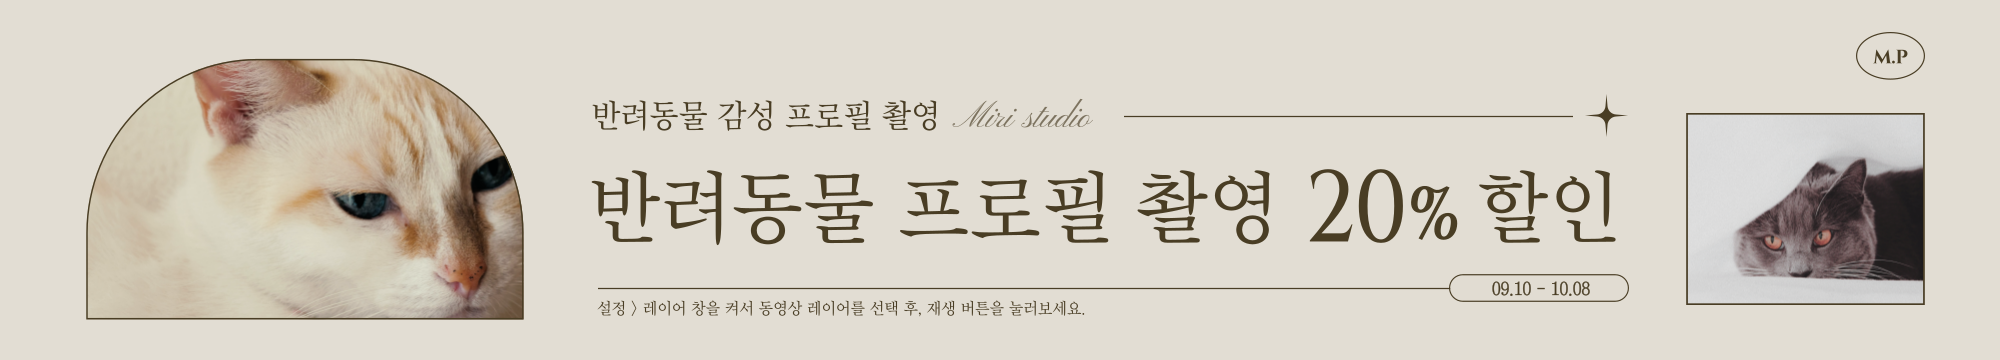 M.P
반려동물 감성 프로필 촬영 Miri studio
반려동물 프로필 촬영 20% 할인
09.10 - 10.08
설정 > 레이어 창을 켜서 동영상 레이어를 선택 후, 재생 버튼을 눌러보세요.